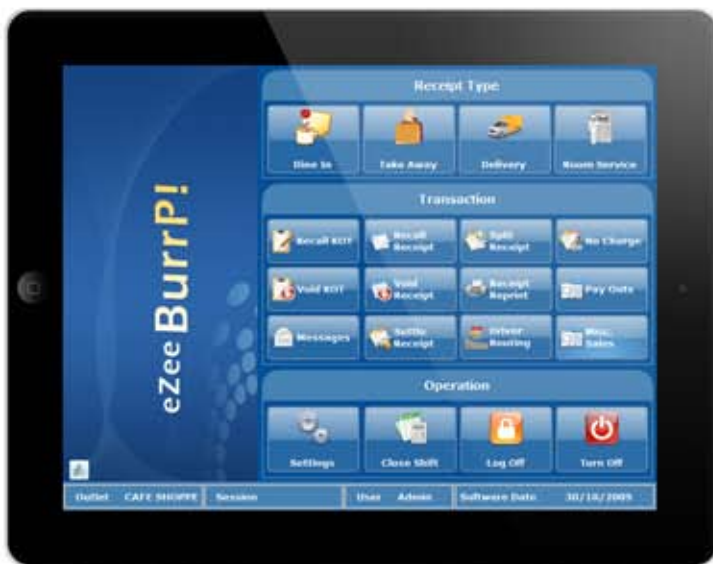 eZee BurrP!
Receipt Type
Dine In
Take Away
Delivery
Room Service
Transaction
Recall KOT
Recall
Receipt
Split
Receipt
No Charge
Void KOT
Void
Receipt
Receipt
Reprint
Pay Outs
Messages
Settle
Receipt
Driver
Routing
Misc.
Sales
Operation
Settings
Close Shift
Log Off
Turn Off
Outlet CAFE SHOPPE Session User Admin Software Date 30/10/2009